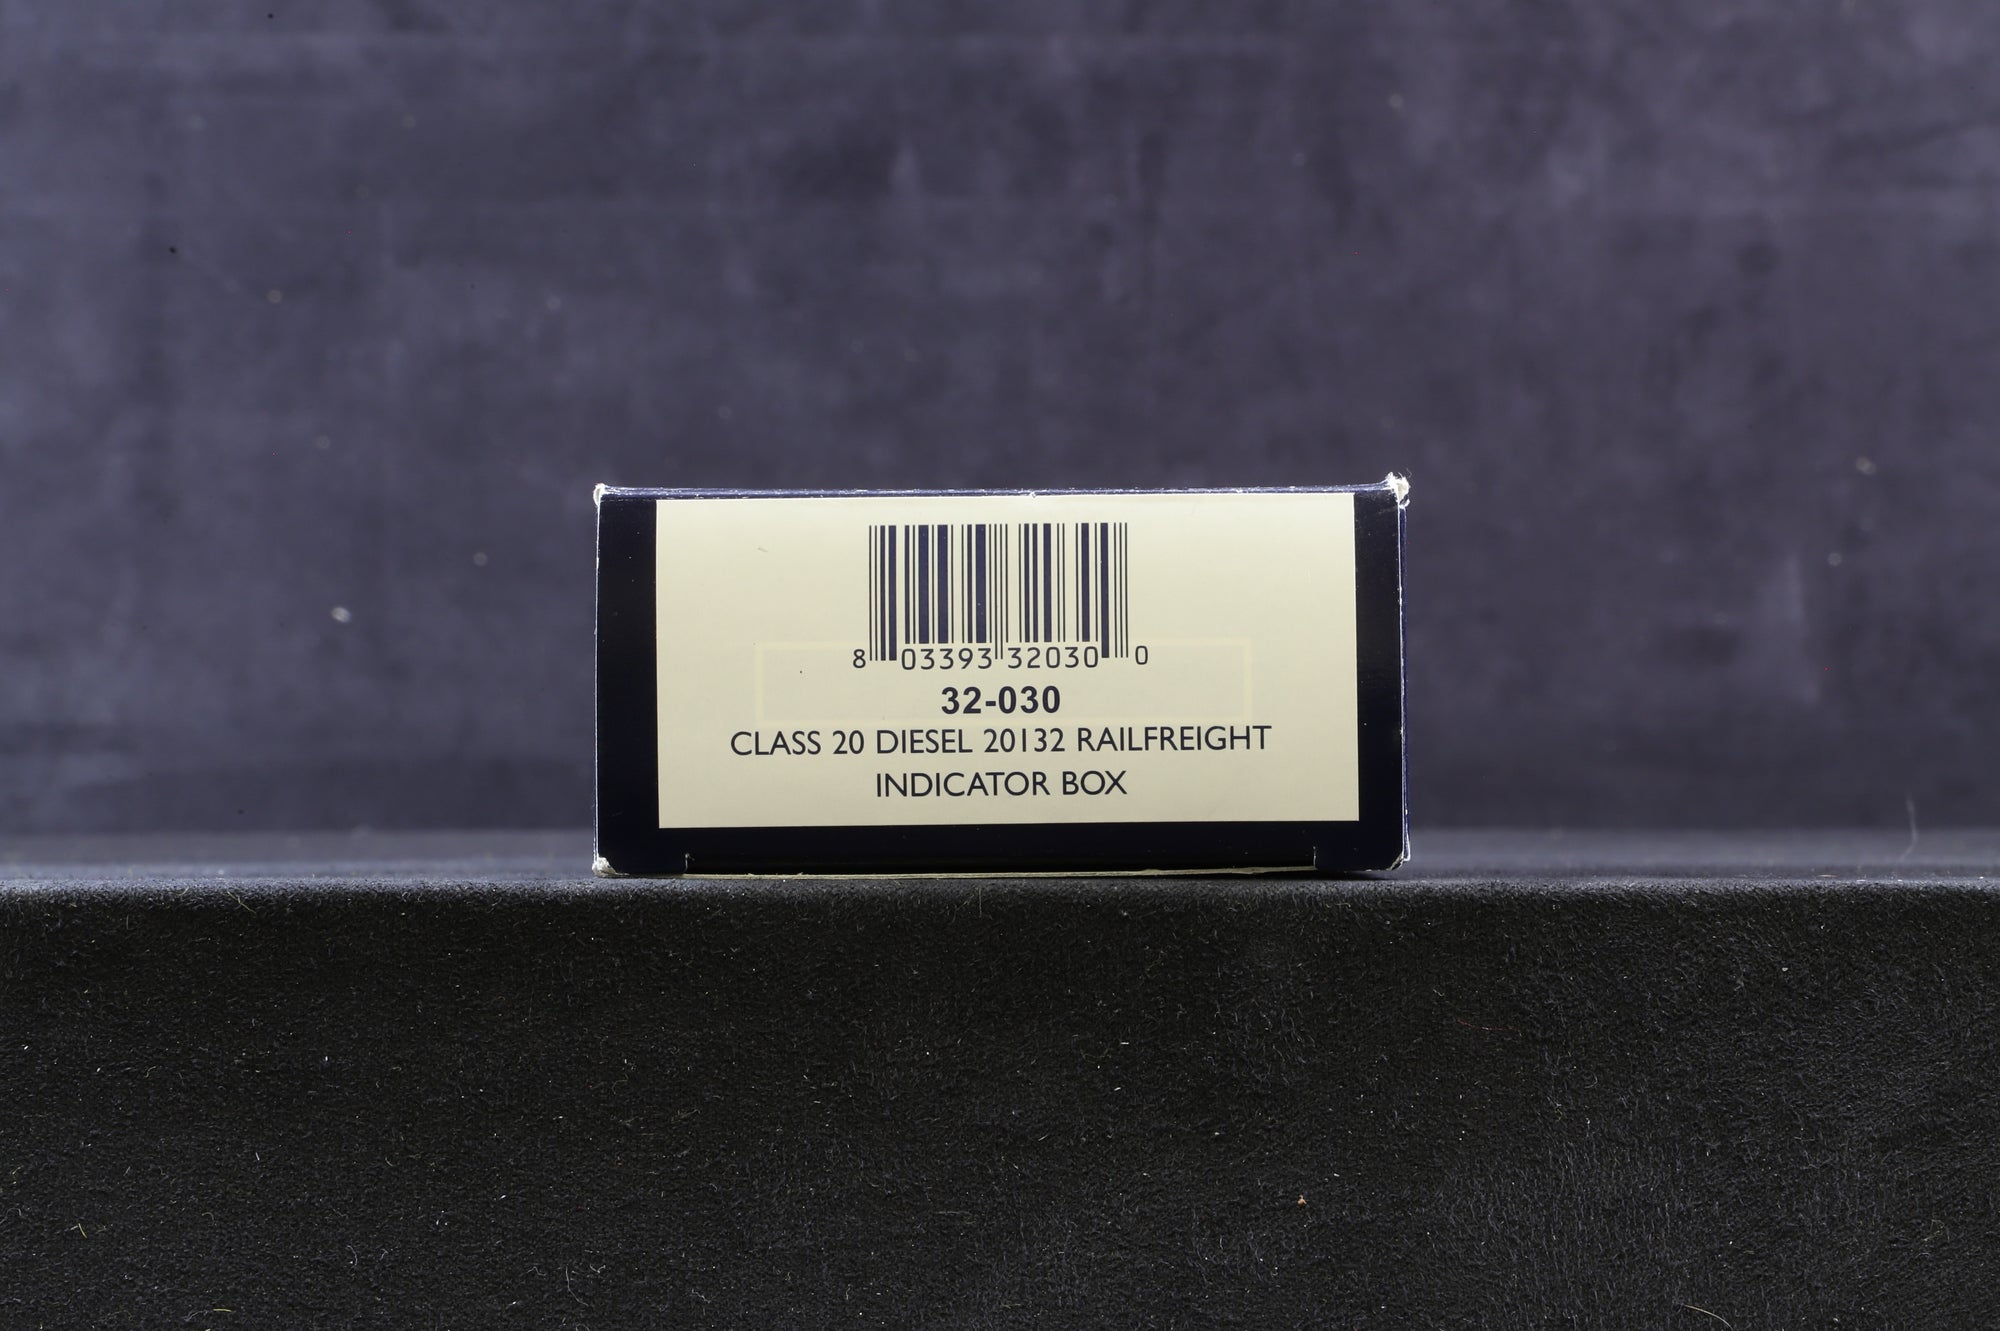 8 03393 32030 0
32-030
CLASS 20 DIESEL 20132 RAILFREIGHT
INDICATOR BOX